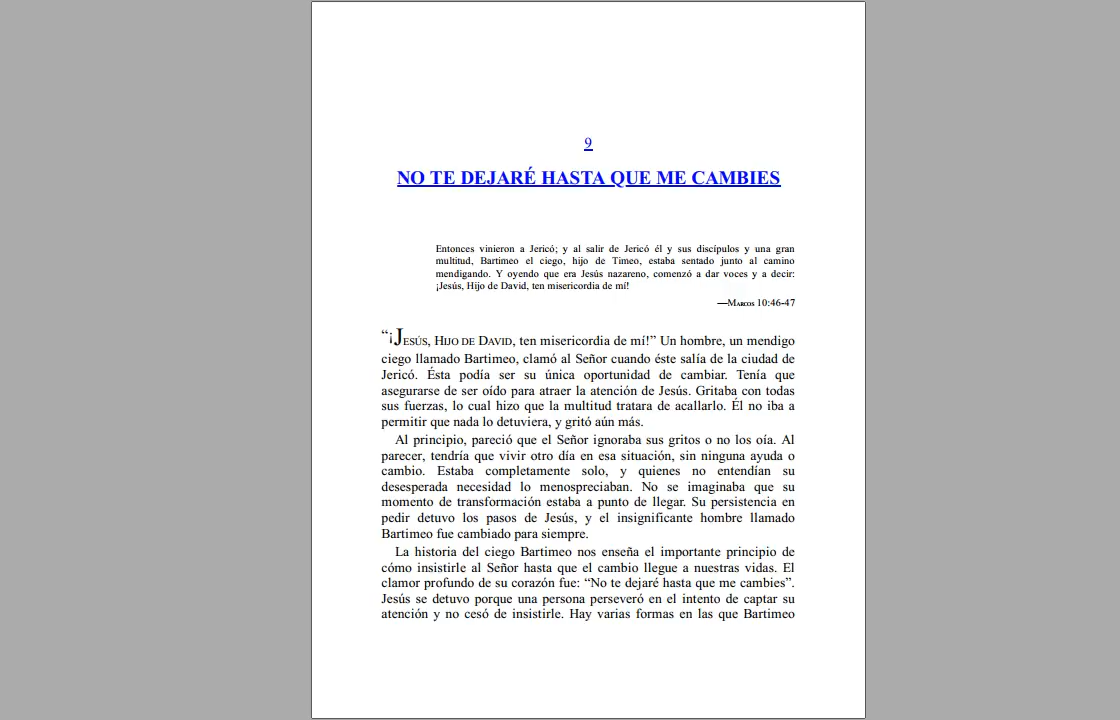 9
NO TE DEJARÉ HASTA QUE ME CAMBIES
Entonces vinieron a Jericó; y al salir de Jericó él y sus discípulos y una gran
multitud, Bartimeo el ciego, hijo de Timeo, estaba sentado junto al camino
mendigando. Y oyendo que era Jesús nazareno, comenzó a dar voces y a decir:
¡Jesús, Hijo de David, ten misericordia de mí!
—Marcos 10:46-47
“¡JESÚS, HIJO DE DAVID, ten misericordia de mí!” Un hombre, un mendigo
ciego llamado Bartimeo, clamó al Señor cuando éste salía de la ciudad de
Jericó. Ésta podía ser su única oportunidad de cambiar. Tenía que
asegurarse de ser oído para atraer la atención de Jesús. Gritaba con todas
sus fuerzas, lo cual hizo que la multitud tratara de acallarlo. Él no iba a
permitir que nada lo detuviera, y gritó aún más.
Al principio, pareció que el Señor ignoraba sus gritos o no los oía. Al
parecer, tendría que vivir otro día en esa situación, sin ninguna ayuda o
cambio. Estaba completamente solo, y quienes no entendían su
desesperada necesidad lo menospreciaban. No se imaginaba que su
momento de transformación estaba a punto de llegar. Su persistencia en
pedir detuvo los pasos de Jesús, y el insignificante hombre llamado
Bartimeo fue cambiado para siempre.
La historia del ciego Bartimeo nos enseña el importante principio de
cómo insistirle al Señor hasta que el cambio llegue a nuestras vidas. El
clamor profundo de su corazón fue: “No te dejaré hasta que me cambies”.
Jesús se detuvo porque una persona perseveró en el intento de captar su
atención y no cesó de insistirle. Hay varias formas en las que Bartimeo